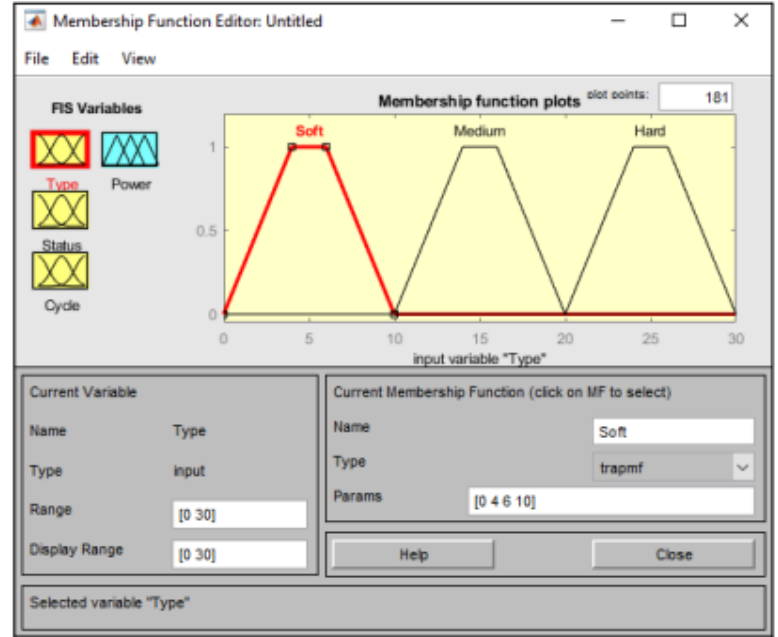 Membership Function Editor: Untitled
File Edit View
FIS Variables
Type Power
Status
Cycle
Membership function plots plot points: 181
Soft Medium Hard
1
0.5
0
0 5 10 15 20 25 30
input variable "Type"
Current Variable
Name Type
Type input
Range [0 30]
Display Range [0 30]
Current Membership Function (click on MF to select)
Name Soft
Type trapmf
Params [0 4 6 10]
Help Close
Selected variable "Type"